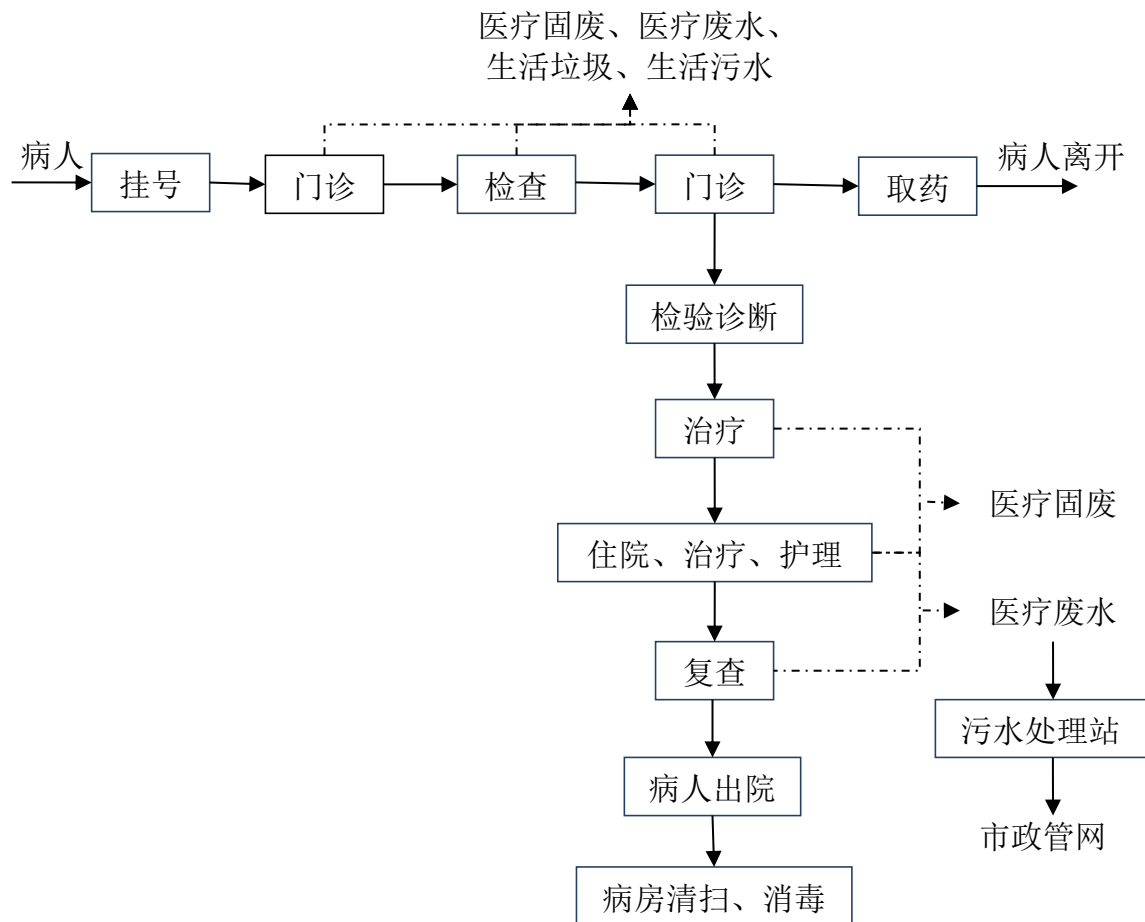 医疗固废、医疗废水、
生活垃圾、生活污水
病人
挂号
门诊
检查
门诊
取药
病人离开
检验诊断
治疗
医疗固废
住院、治疗、护理
医疗废水
复查
污水处理站
病人出院
市政管网
病房清扫、消毒